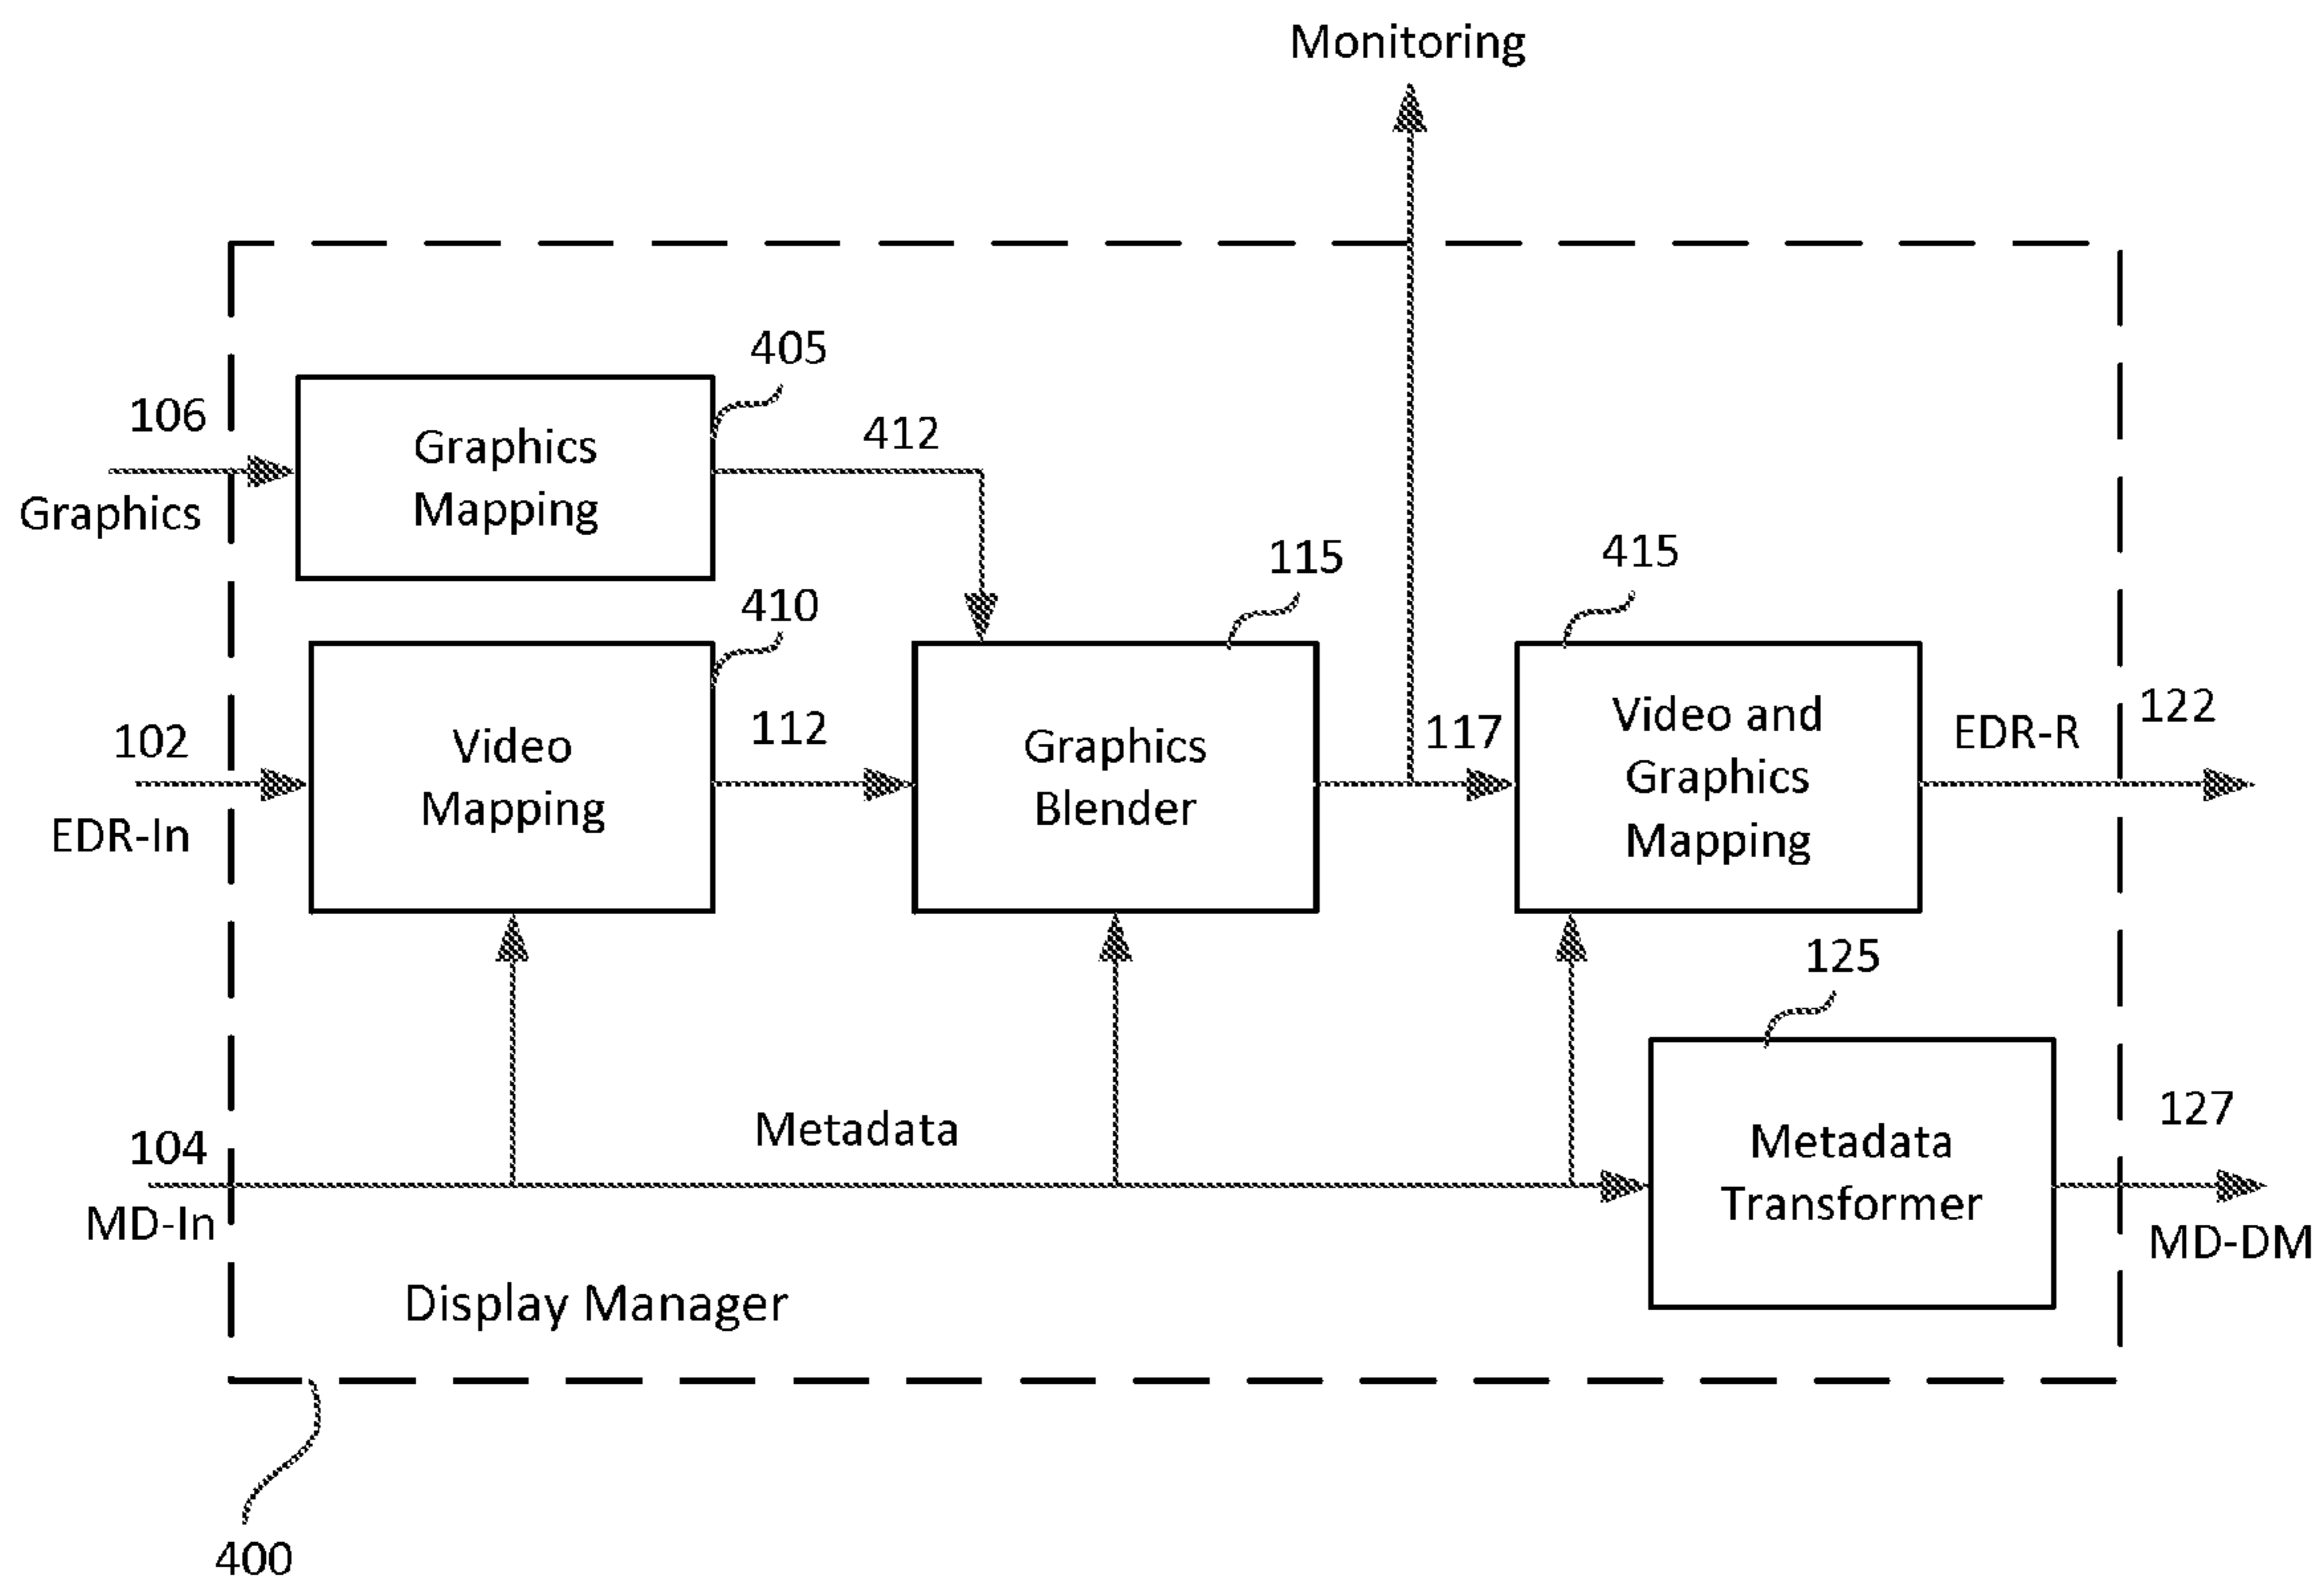 Monitoring
405
106
Graphics
Mapping
412
Graphics
410
115
415
102
Video
Mapping
112
Graphics
Blender
117
Video and
Graphics
Mapping
EDR-R
122
EDR-In
125
104
Metadata
Metadata
Transformer
127
MD-In
MD-DM
Display Manager
400